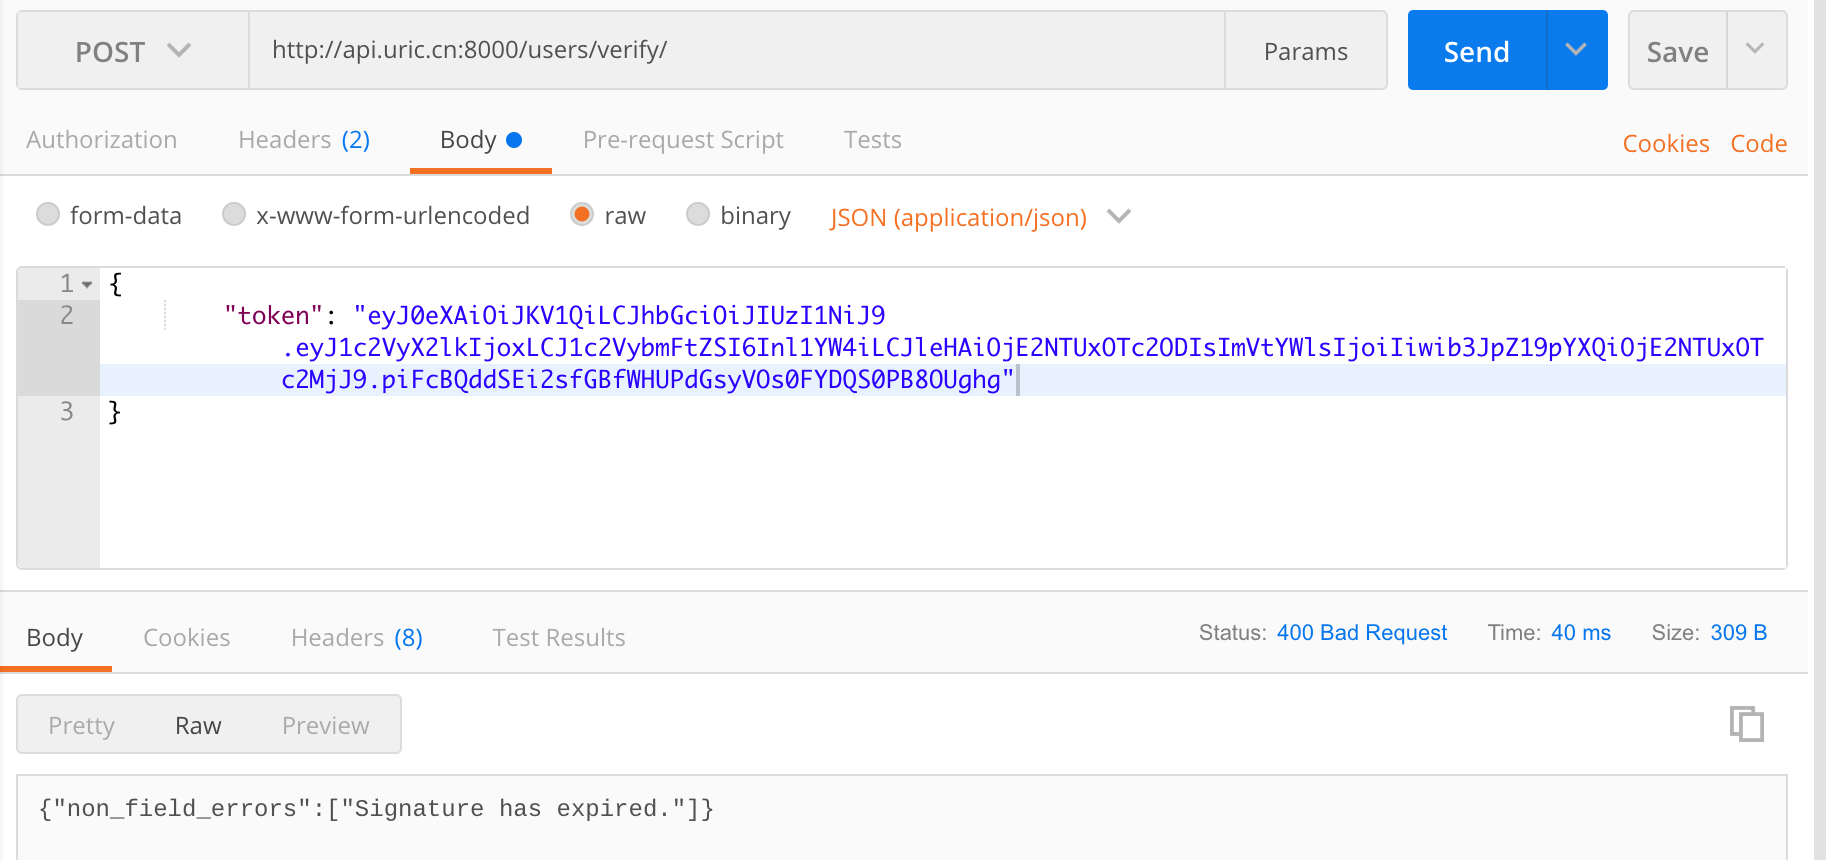 POST http://api.uric.cn:8000/users/verify/ Params Send Save
Authorization Headers (2) Body Pre-request Script Tests Cookies Code
form-data x-www-form-urlencoded raw binary JSON (application/json)
1 {
2 "token": "eyJ0eXAiOiJKV1QiLCJhbGciOiJIUzI1NiJ9
.eyJ1c2VyX2lkIjoxLCJ1c2VybmFtZSI6Inl1YW4iLCJleHAiOjE2NTUxOTc2ODIsImVtYWlsIjoiIiwib3JpZ19pYXQiOjE2NTUxOT
c2MjJ9.piFcBQddSEi2sfGBfWHUPdGsyVOs0FYDQS0PB8OUghg"
3 }
Body Cookies Headers (8) Test Results Status: 400 Bad Request Time: 40 ms Size: 309 B
Pretty Raw Preview
{"non_field_errors":["Signature has expired."]}